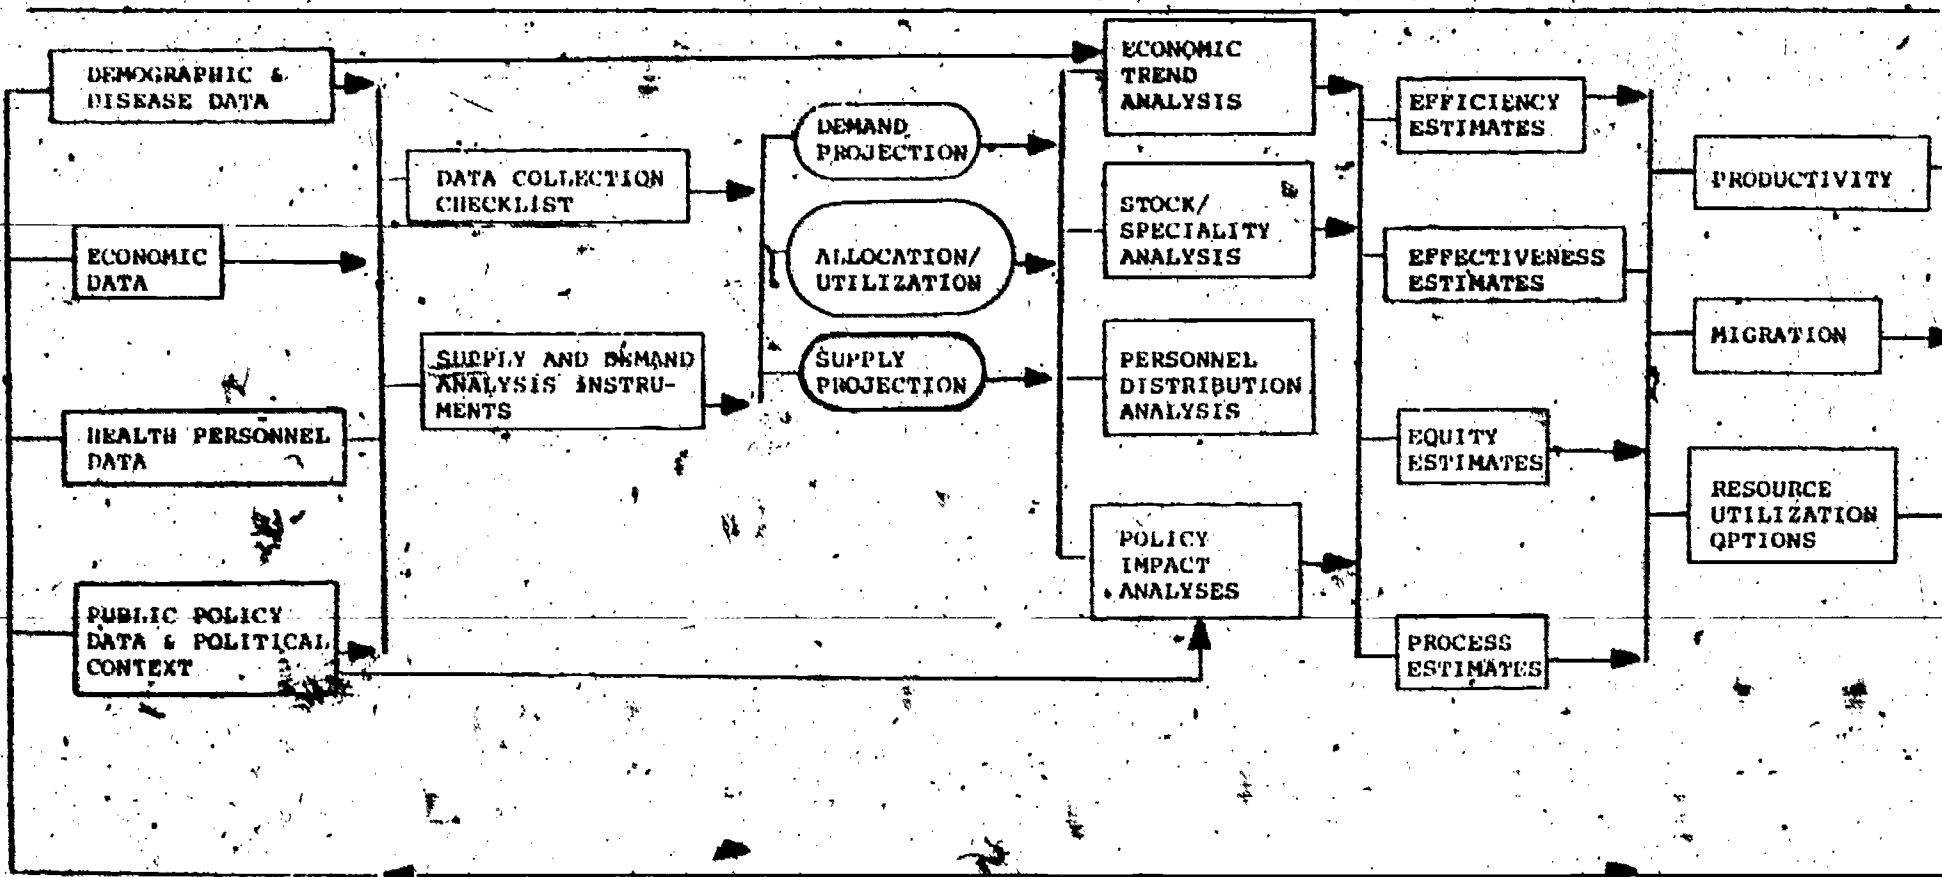 DEMOGRAPHIC &
DISEASE DATA
ECONOMIC
DATA
HEALTH PERSONNEL
DATA
PUBLIC POLICY
DATA & POLITICAL
CONTEXT
DATA COLLECTION
CHECKLIST
SUPPLY AND DEMAND
ANALYSIS INSTRU-
MENTS
DEMAND
PROJECTION
ALLOCATION/
UTILIZATION
SUPPLY
PROJECTION
ECONOMIC
TREND
ANALYSIS
STOCK/
SPECIALITY
ANALYSIS
PERSONNEL
DISTRIBUTION
ANALYSIS
POLICY
IMPACT
ANALYSES
EFFICIENCY
ESTIMATES
EFFECTIVENESS
ESTIMATES
EQUITY
ESTIMATES
PROCESS
ESTIMATES
PRODUCTIVITY
MIGRATION
RESOURCE
UTILIZATION
OPTIONS